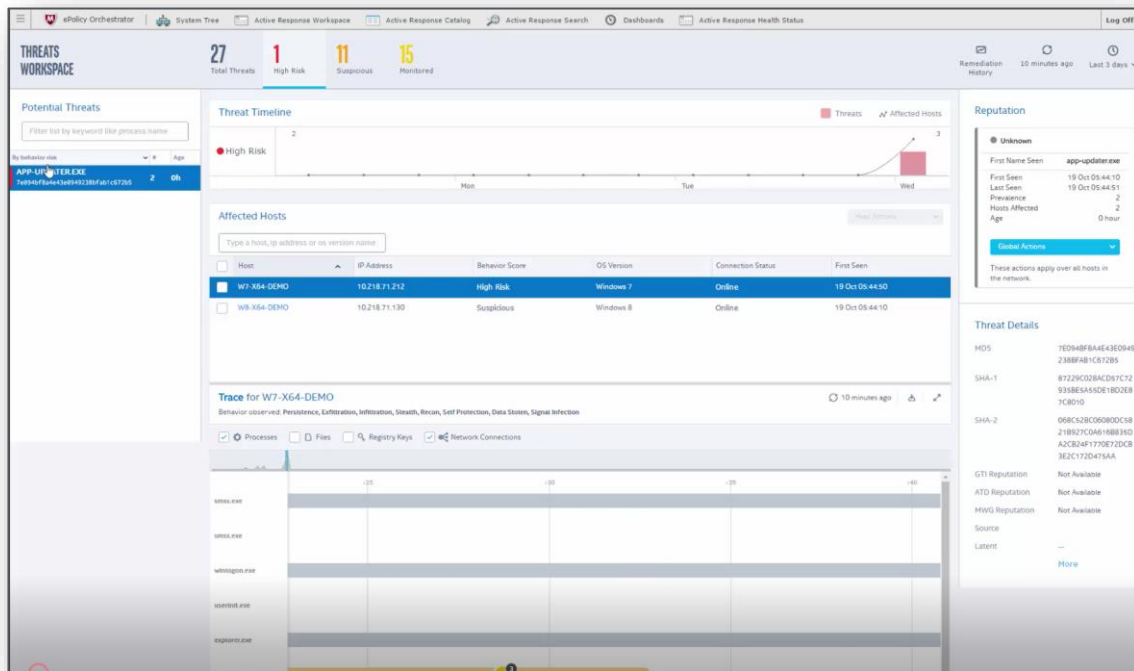 ePolicy Orchestrator System Tree Active Response Workspace Active Response Catalog Active Response Search Dashboards Active Response Health Status Log Off
THREATS
WORKSPACE
27
Total Threats
1
High Risk
11
Suspicious
15
Monitored
Remediation
History
10 minutes ago
Last 3 days
Potential Threats
Filter list by keyword like process name
By behavior risk # Age
APP-UPDATER.EXE 2 0h
Threat Timeline
Threats Affected Hosts
High Risk
2
3
Mon Tue Wed
Affected Hosts
Host Actions
Type a host, ip address or os version name
Host IP Address Behavior Score OS Version Connection Status First Seen
W7-X64-DEMO 10.218.71.212 High Risk Windows 7 Online 19 Oct 05:44:50
W8-X64-DEMO 10.218.71.130 Suspicious Windows 8 Online 19 Oct 05:44:10
Trace for W7-X64-DEMO
10 minutes ago
Behavior observed: Persistence, Exfiltration, Infiltration, Stealth, Recon, Self Protection, Data Stolen, Signal Infection
Processes Files Registry Keys Network Connections
:25 :30 :35 :40
smss.exe
smss.exe
winlogon.exe
userinit.exe
explorer.exe
3
Reputation
Unknown
First Name Seen app-updater.exe
First Seen 19 Oct 05:44:10
Last Seen 19 Oct 05:44:51
Prevalence 2
Hosts Affected 2
Age 0 hour
Global Actions
These actions apply over all hosts in
the network.
Threat Details
MD5
SHA-1
SHA-2
GTI Reputation Not Available
ATD Reputation Not Available
MWG Reputation Not Available
Source
Latent --
More